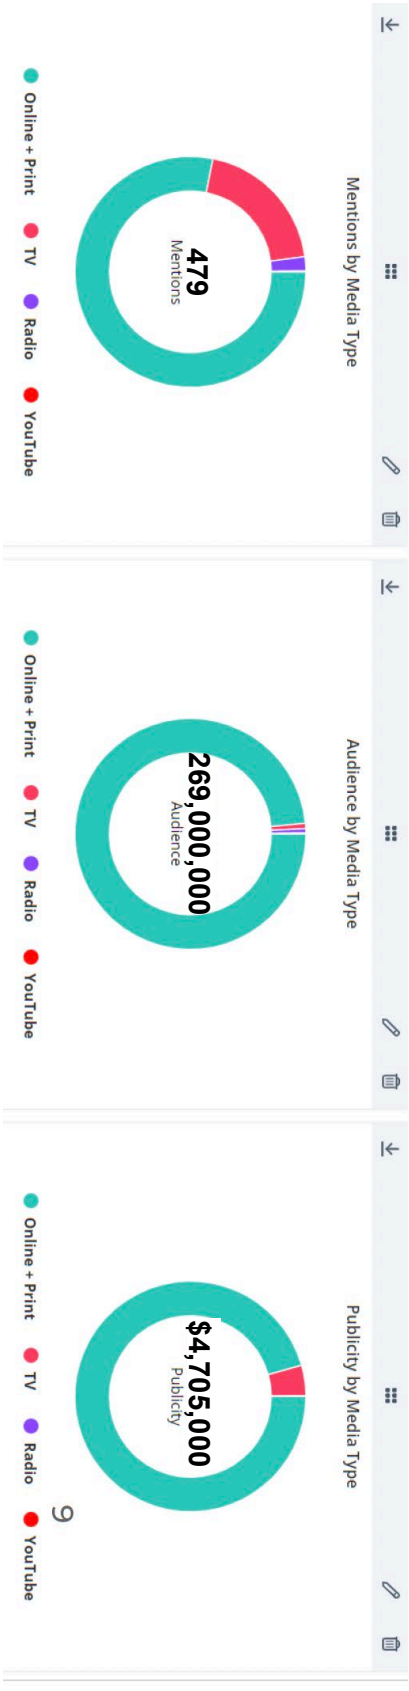 Mentions by Media Type
479
Mentions
Online + Print TV Radio YouTube
Audience by Media Type
269,000,000
Audience
Online + Print TV Radio YouTube
Publicity by Media Type
$4,705,000
Publicity
Online + Print TV Radio YouTube
9